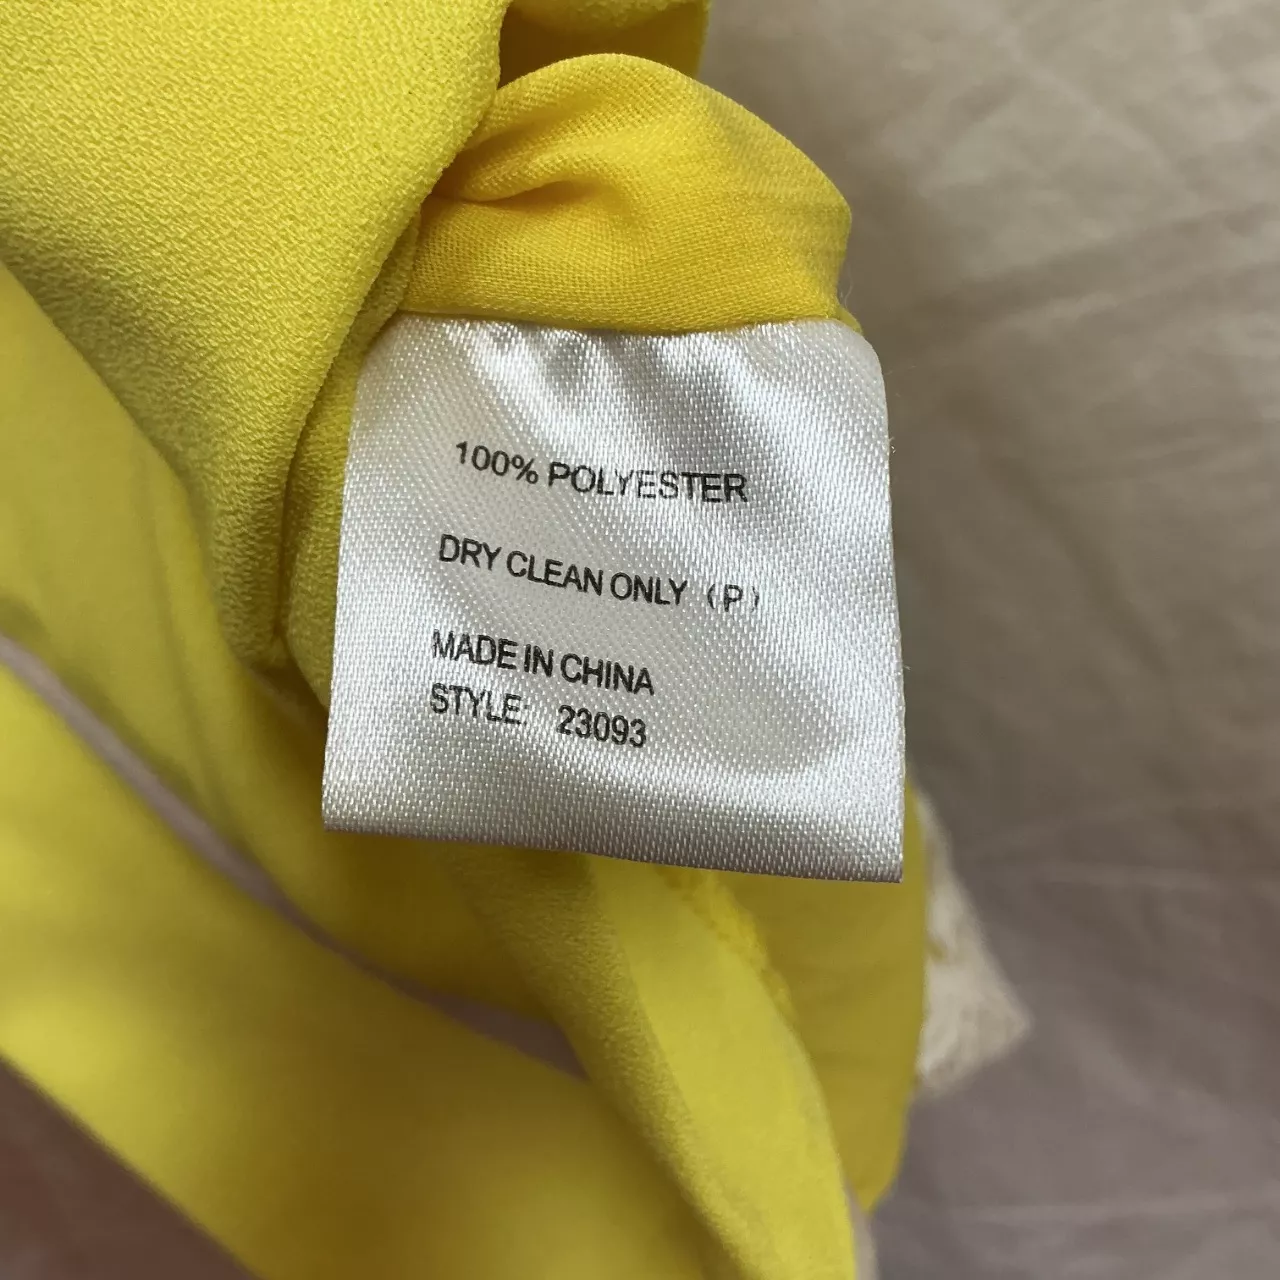 100% POLYESTER
DRY CLEAN ONLY (P)
MADE IN CHINA
STYLE: 23093